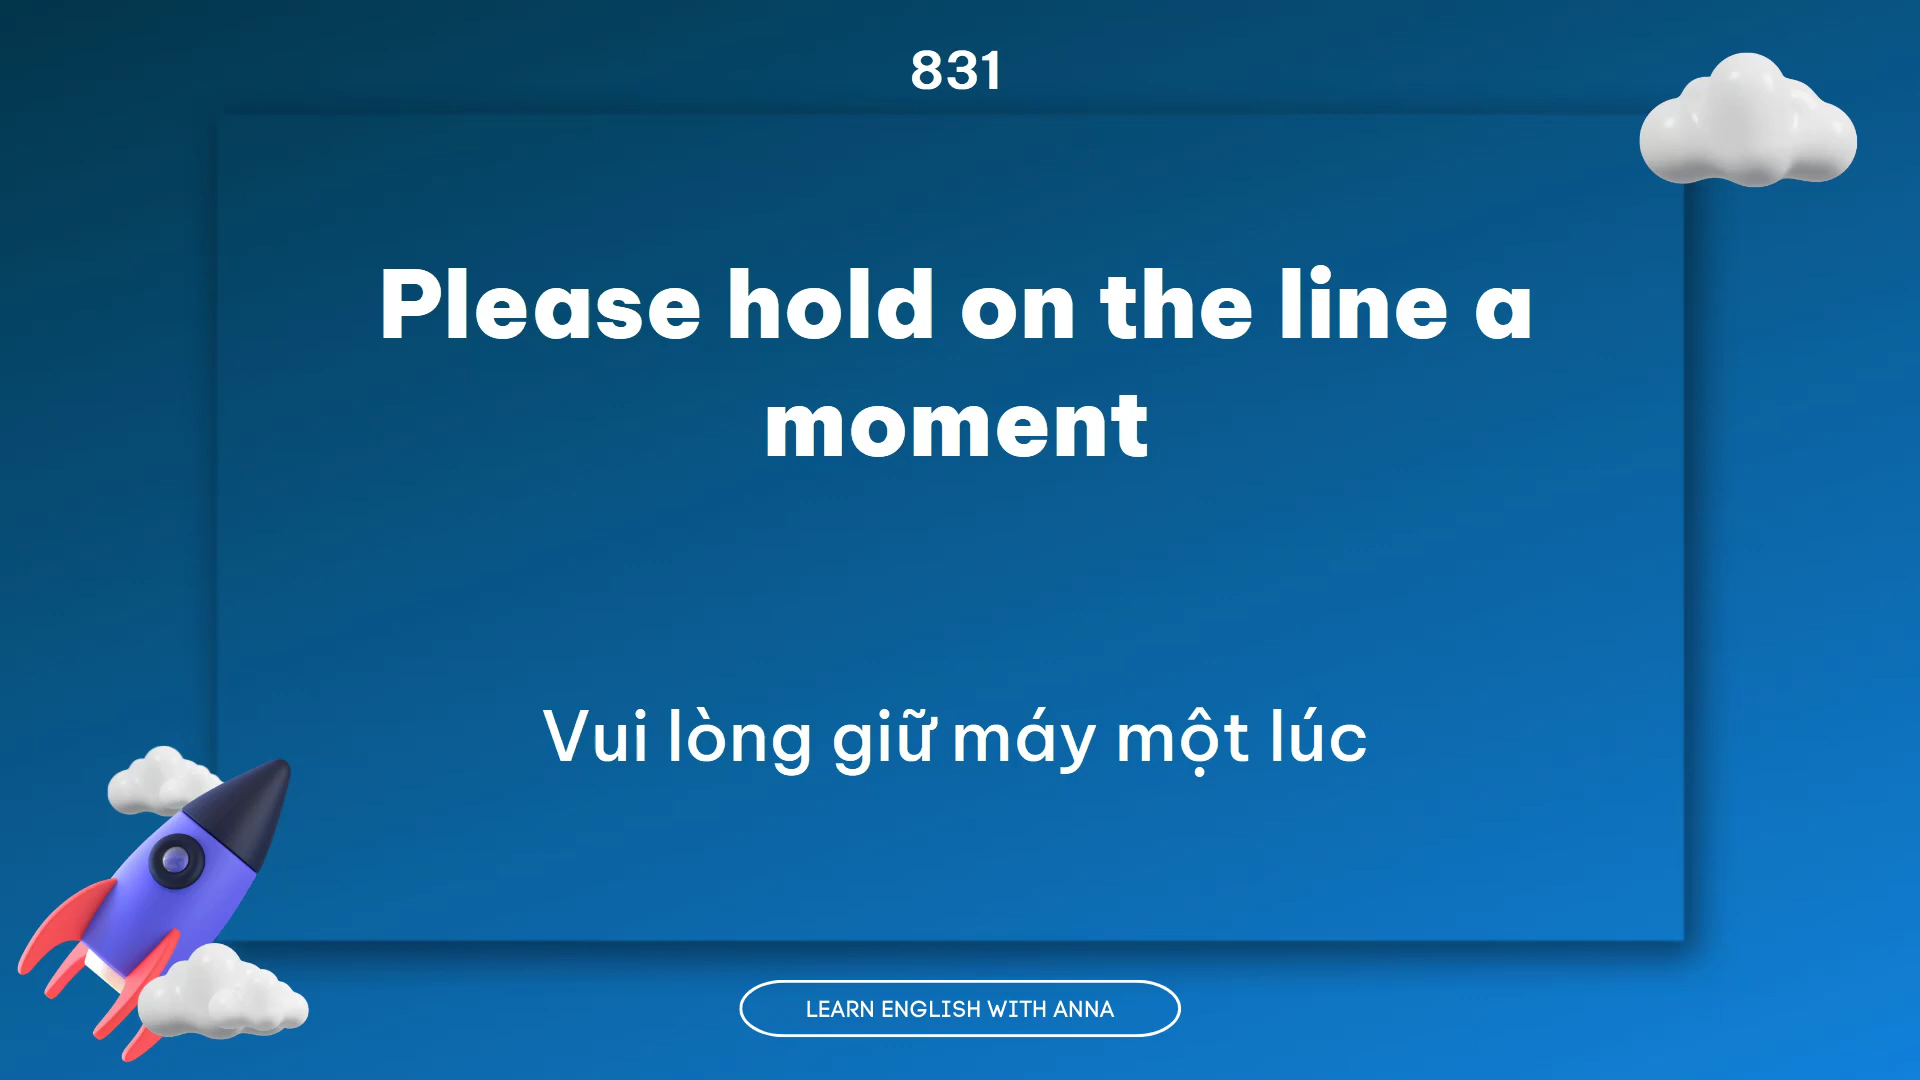 831
Please hold on the line a
moment
Vui lòng giữ máy một lúc
LEARN ENGLISH WITH ANNA